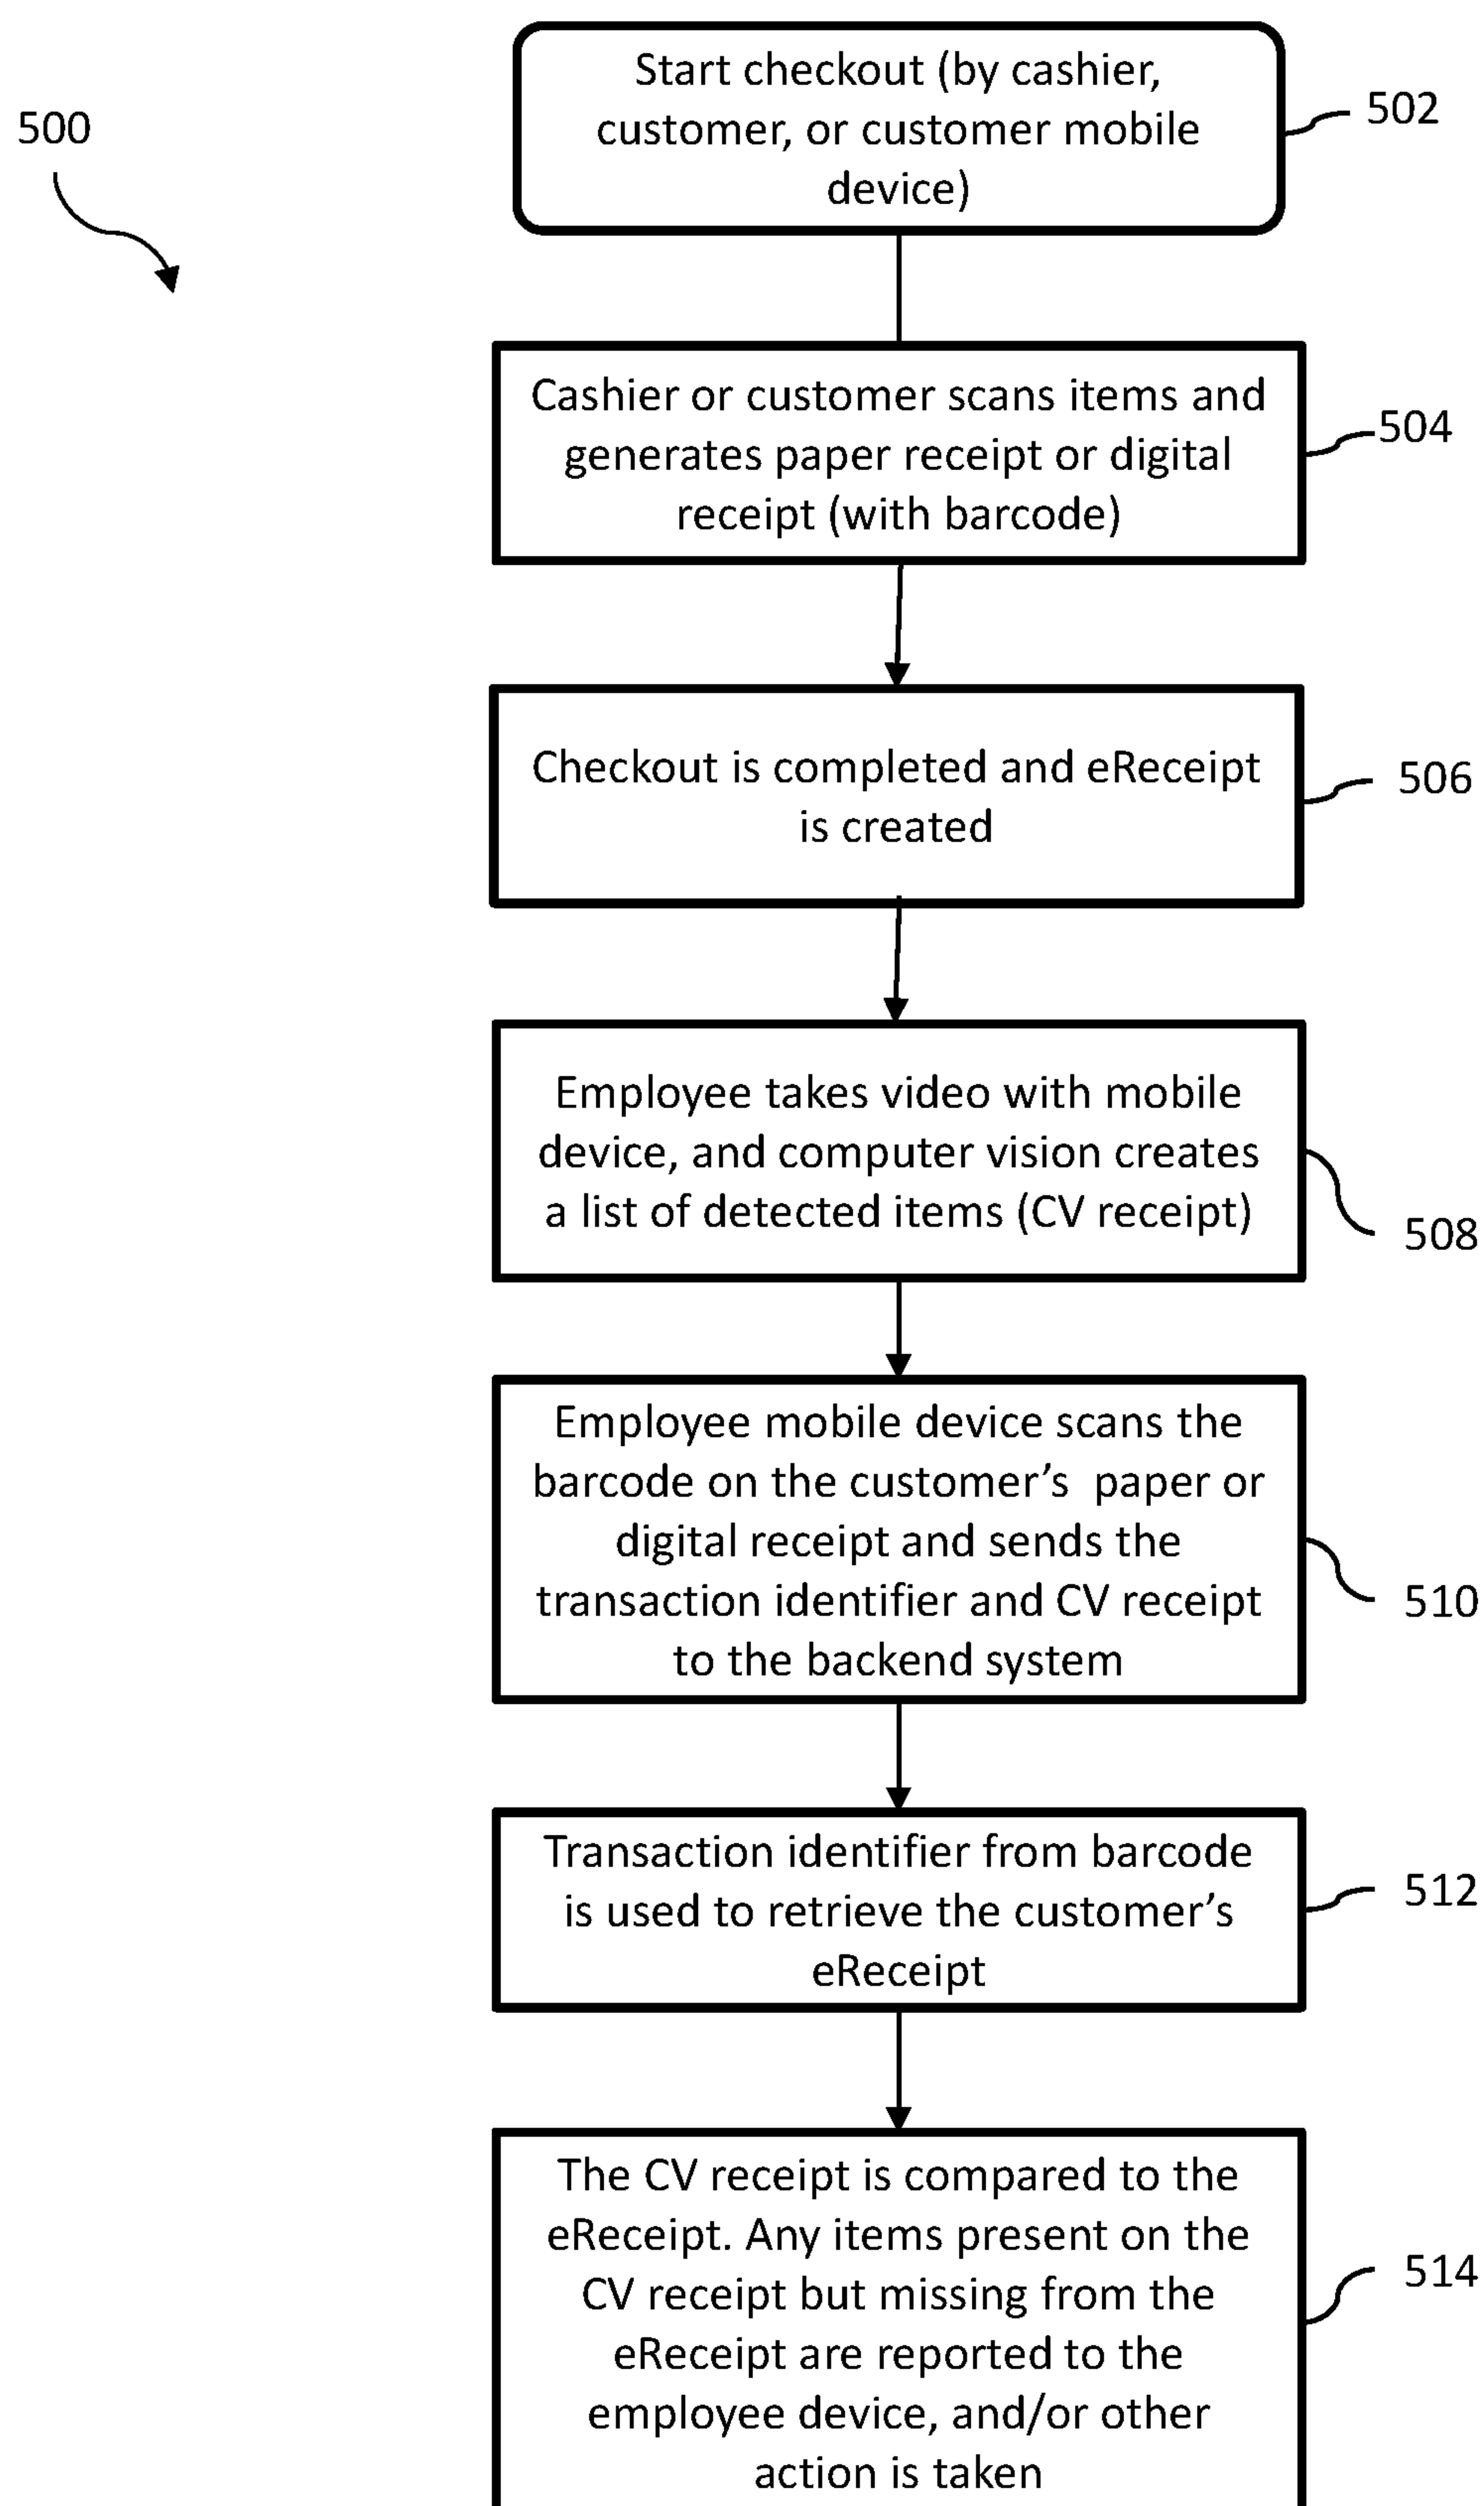 500
Start checkout (by cashier,
customer, or customer mobile
device)
502
Cashier or customer scans items and
generates paper receipt or digital
receipt (with barcode)
504
Checkout is completed and eReceipt
is created
506
Employee takes video with mobile
device, and computer vision creates
a list of detected items (CV receipt)
508
Employee mobile device scans the
barcode on the customer’s  paper or
digital receipt and sends the
transaction identifier and CV receipt
to the backend system
510
Transaction identifier from barcode
is used to retrieve the customer’s
eReceipt
512
The CV receipt is compared to the
eReceipt. Any items present on the
CV receipt but missing from the
eReceipt are reported to the
employee device, and/or other
action is taken
514